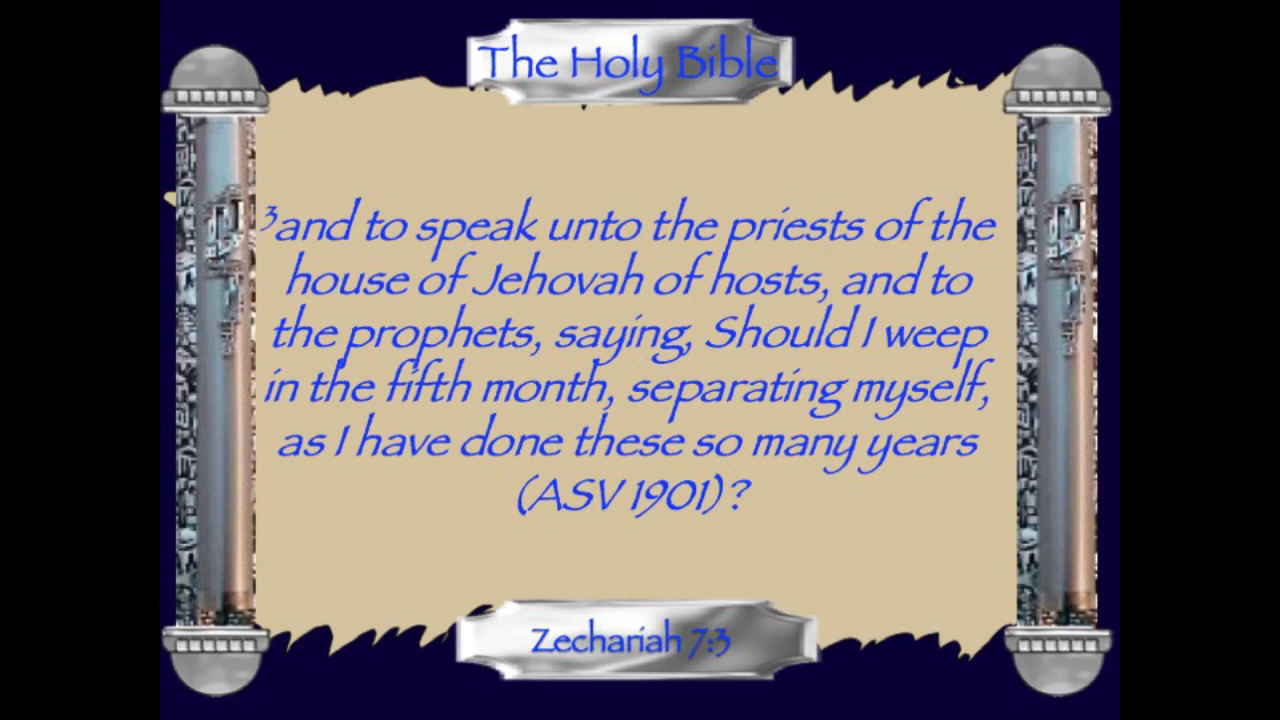 The Holy Bible
³and to speak unto the priests of the
house of Jehovah of hosts, and to
the prophets, saying, Should I weep
in the fifth month, separating myself,
as I have done these so many years
(ASV 1901)?
Zechariah 7:3